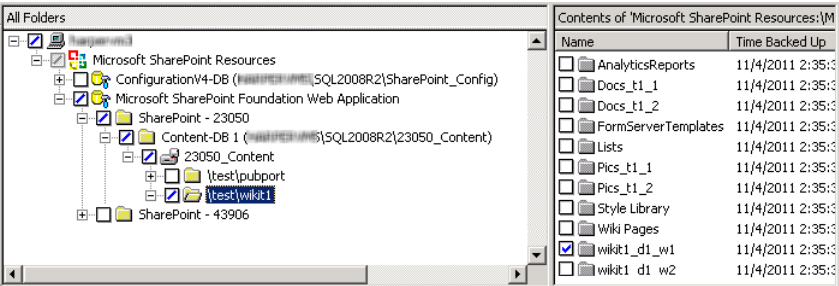 All Folders
Microsoft SharePoint Resources
ConfigurationV4-DB ( SQL2008R2\SharePoint_Config)
Microsoft SharePoint Foundation Web Application
SharePoint - 23050
Content-DB 1 ( \SQL2008R2\23050_Content)
23050_Content
\test\pubport
\test\wikit1
SharePoint - 43906
Contents of 'Microsoft SharePoint Resources:\M
Name Time Backed Up
AnalyticsReports 11/4/2011 2:35:3
Docs_t1_1 11/4/2011 2:35:3
Docs_t1_2 11/4/2011 2:35:3
FormServerTemplates 11/4/2011 2:35:3
Lists 11/4/2011 2:35:3
Pics_t1_1 11/4/2011 2:35:3
Pics_t1_2 11/4/2011 2:35:3
Style Library 11/4/2011 2:35:3
Wiki Pages 11/4/2011 2:35:3
wikit1_d1_w1 11/4/2011 2:35:3
wikit1_d1_w2 11/4/2011 2:35:3